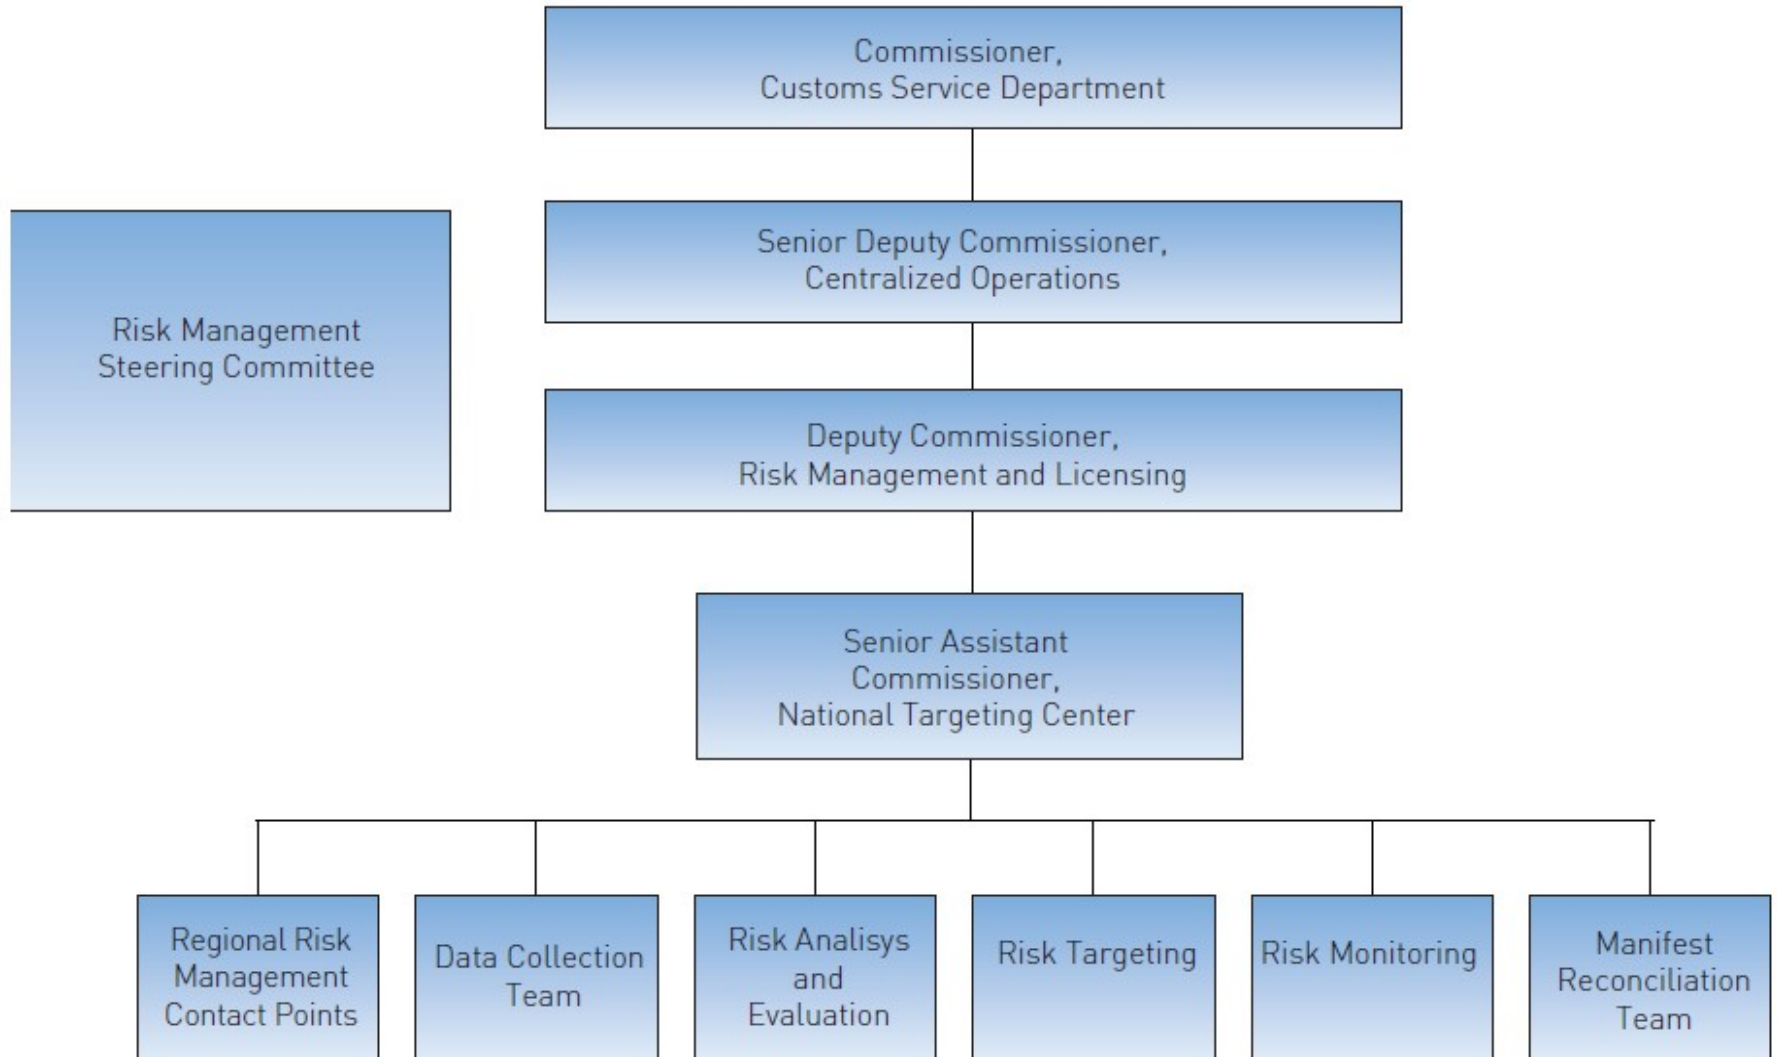 Commissioner,
Customs Service Department
Senior Deputy Commissioner,
Centralized Operations
Risk Management
Steering Committee
Deputy Commissioner,
Risk Management and Licensing
Senior Assistant
Commissioner,
National Targeting Center
Regional Risk
Management
Contact Points
Data Collection
Team
Risk Analisys
and
Evaluation
Risk Targeting
Risk Monitoring
Manifest
Reconciliation
Team